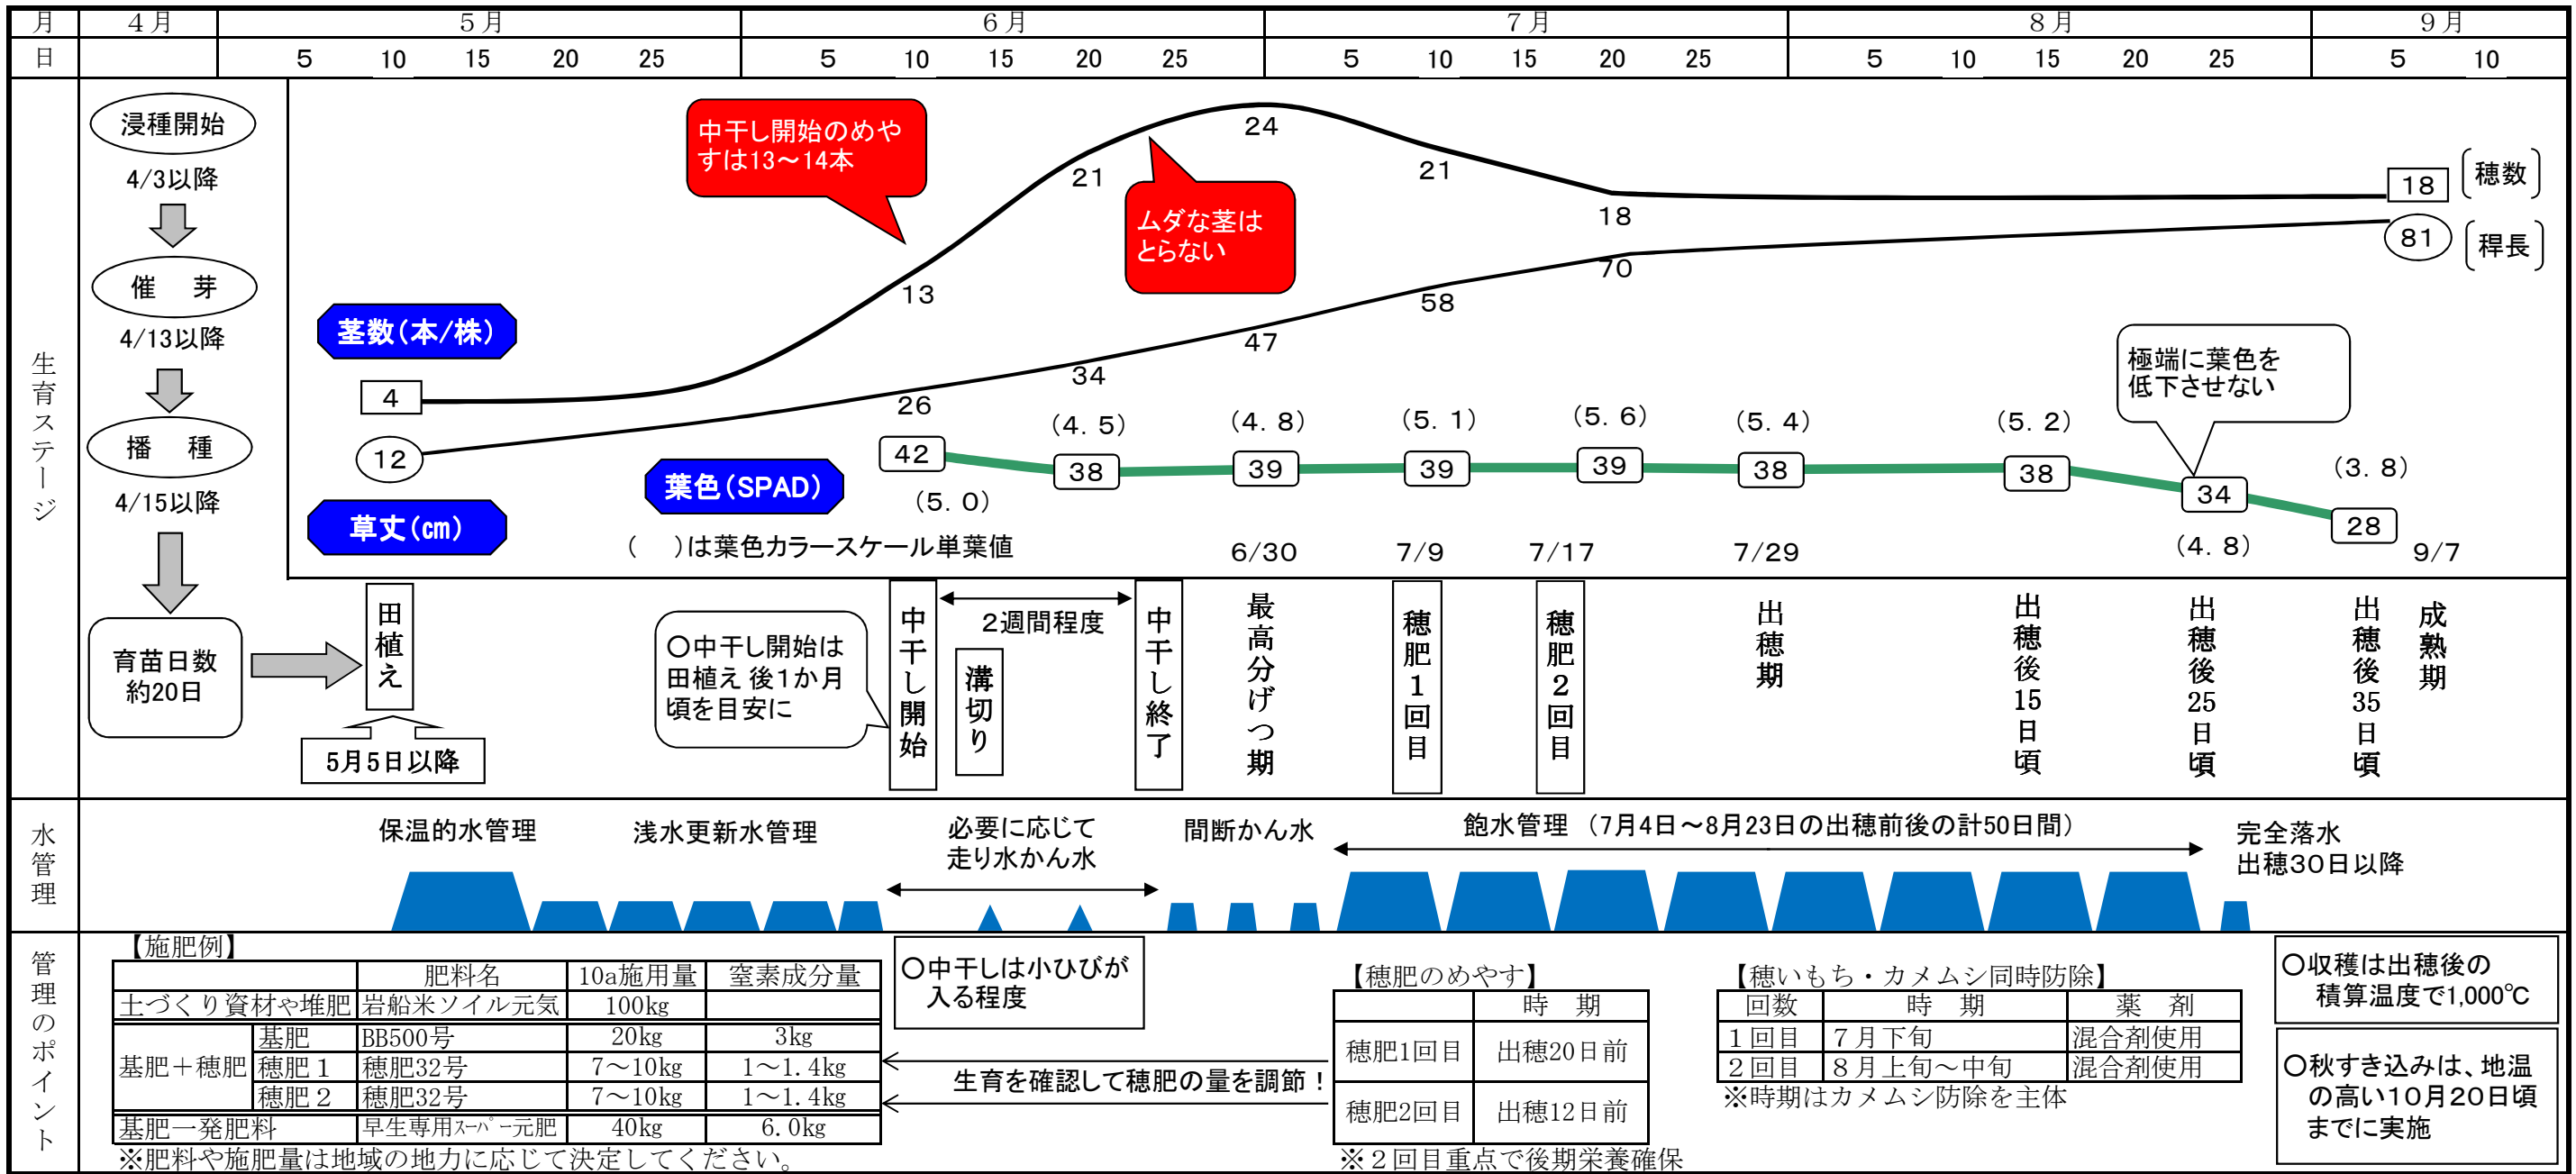 月 ４月 ５月 ６月 ７月 ８月 ９月
日 5 10 15 20 25 5 10 15 20 25 5 10 15 20 25 5 10 15 20 25 5 10
生育ステージ
浸種開始
4/3以降
催　芽
4/13以降
播　種
4/15以降
育苗日数
約20日
中干し開始のめや
すは13～14本
ムダな茎は
とらない
茎数(本/株)
4
13
21
24
21
18
18
〔穂数〕
草丈(㎝)
12
26
34
47
58
70
81
〔稈長〕
葉色(SPAD)
42
38
39
39
39
38
38
34
28
(5.0)
(4.5)
(4.8)
(5.1)
(5.6)
(5.4)
(5.2)
(4.8)
(3.8)
(　)は葉色カラースケール単葉値
極端に葉色を
低下させない
6/30
7/9
7/17
7/29
9/7
田植え
5月5日以降
○中干し開始は
田植え 後１か月
頃を目安に
中干し開始
２週間程度
溝切り
中干し終了
最高分げつ期
穂肥１回目
穂肥２回目
出穂期
出穂後15日頃
出穂後25日頃
出穂後35日頃
成熟期
水管理
保温的水管理
浅水更新水管理
必要に応じて
走り水かん水
間断かん水
飽水管理（7月4日～8月23日の出穂前後の計50日間）
完全落水
出穂30日以降
管理のポイント
【施肥例】
肥料名 10a施用量 窒素成分量
土づくり資材や堆肥 岩船米ソイル元気 100kg
基肥＋穂肥
基肥 BB500号 20kg 3kg
穂肥１ 穂肥32号 7～10kg 1～1.4kg
穂肥２ 穂肥32号 7～10kg 1～1.4kg
基肥一発肥料 早生専用ｽｰﾊﾟｰ元肥 40kg 6.0kg
※肥料や施肥量は地域の地力に応じて決定してください。
○中干しは小ひびが
入る程度
生育を確認して穂肥の量を調節！
【穂肥のめやす】
時　期
穂肥1回目 出穂20日前
穂肥2回目 出穂12日前
※２回目重点で後期栄養確保
【穂いもち・カメムシ同時防除】
回数 時　期 薬　剤
１回目 ７月下旬 混合剤使用
２回目 ８月上旬～中旬 混合剤使用
※時期はカメムシ防除を主体
○収穫は出穂後の
積算温度で1,000℃
○秋すき込みは、地温
の高い１０月２０日頃
までに実施